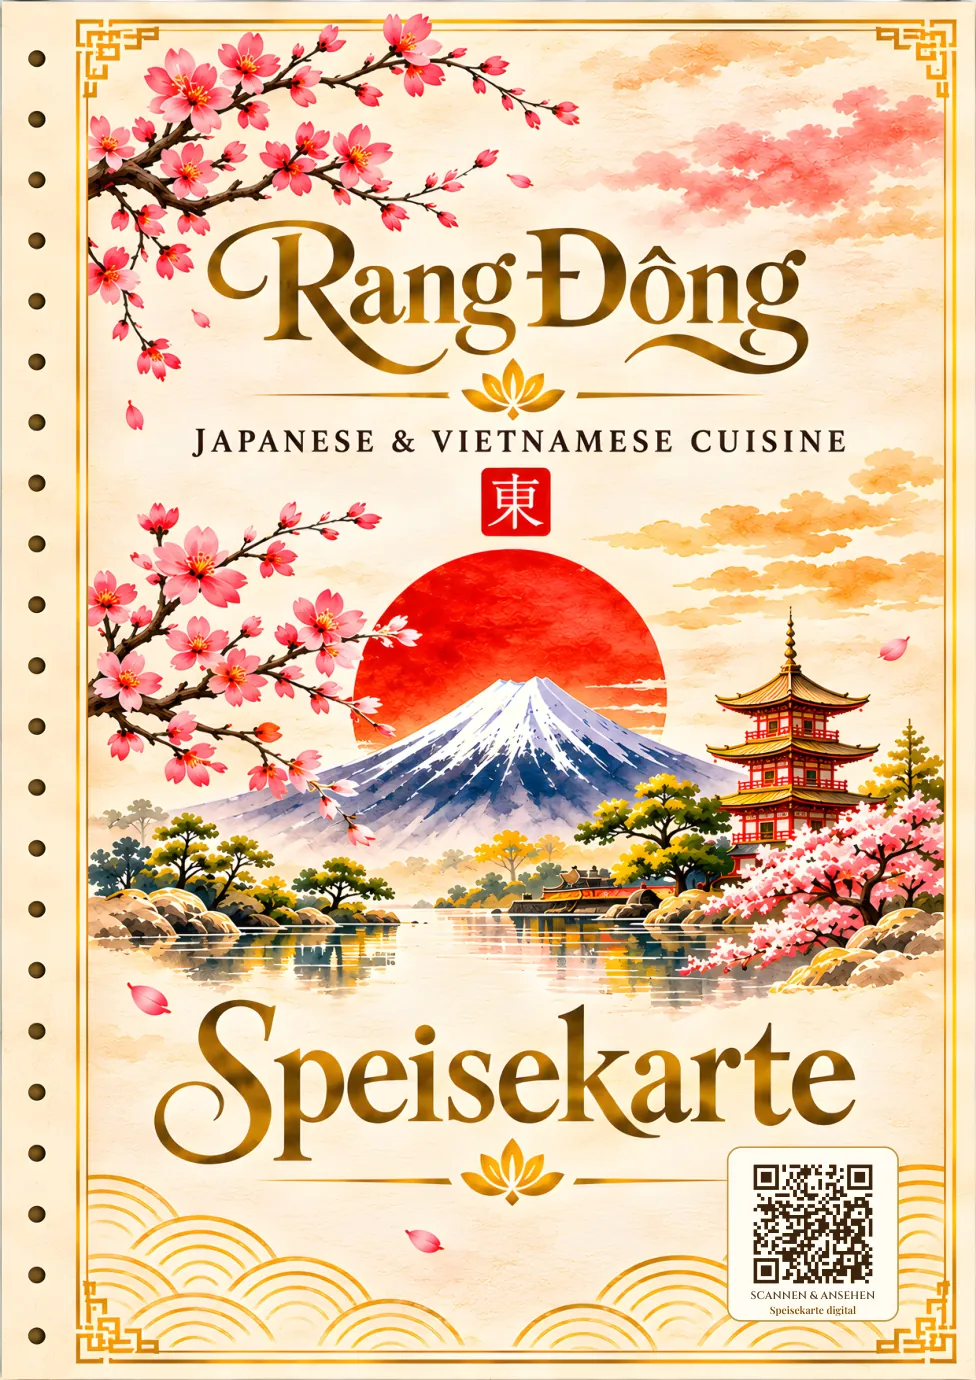 Rang Đông
JAPANESE & VIETNAMESE CUISINE
東
Speisekarte
SCANNEN & ANSEHEN
Speisekarte digital